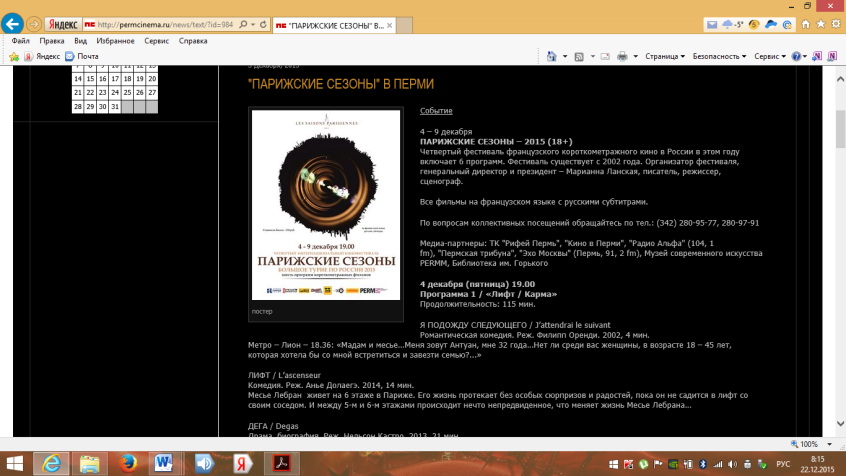 Яндекс
http://permcinema.ru/news/text/?id=984
"ПАРИЖСКИЕ СЕЗОНЫ" В...
-5°
Файл Правка Вид Избранное Сервис Справка
Яндекс Почта
Страница Безопасность Сервис
14 15 16 17 18 19 20
21 22 23 24 25 26 27
28 29 30 31
"ПАРИЖСКИЕ СЕЗОНЫ" В ПЕРМИ
LES SAISONS PARISIENNES
4 - 9 декабря 19.00
ПАРИЖСКИЕ СЕЗОНЫ
БОЛЬШОЕ ТУРНЕ ПО РОССИИ 2015
PERMM
постер
Событие
4 – 9 декабря
ПАРИЖСКИЕ СЕЗОНЫ – 2015 (18+)
Четвертый фестиваль французского короткометражного кино в России в этом году
включает 6 программ. Фестиваль существует с 2002 года. Организатор фестиваля,
генеральный директор и президент – Марианна Ланская, писатель, режиссер,
сценограф.
Все фильмы на французском языке с русскими субтитрами.
По вопросам коллективных посещений обращайтесь по тел.: (342) 280-95-77, 280-97-91
Медиа-партнеры: ТК "Рифей Пермь", "Кино в Перми", "Радио Альфа" (104, 1
fm), "Пермская трибуна", "Эхо Москвы" (Пермь, 91, 2 fm), Музей современного искусства
PERMM, Библиотека им. Горького
4 декабря (пятница) 19.00
Программа 1 / «Лифт / Карма»
Продолжительность: 115 мин.
Я ПОДОЖДУ СЛЕДУЮЩЕГО / J’attendrai le suivant
Романтическая комедия. Реж. Филипп Оренди. 2002, 4 мин.
Метро – Лион – 18.36: «Мадам и месье...Меня зовут Антуан, мне 32 года...Нет ли среди вас женщины, в возрасте 18 – 45 лет,
которая хотела бы со мной встретиться и завезти семью?...»
ЛИФТ / L’ascenseur
Комедия. Реж. Анье Допаегэ. 2014, 14 мин.
Месье Лебран живет на 6 этаже в Париже. Его жизнь протекает без особых сюрпризов и радостей, пока он не садится в лифт со
своим соседом. И между 5-м и 6-м этажами происходит нечто непредвиденное, что меняет жизнь Месье Лебрана...
ДЕГА / Degas
Драма, биография. Реж. Нельсон Кастро. 2013, 21 мин.
100%
РУС
8:15
22.12.2015